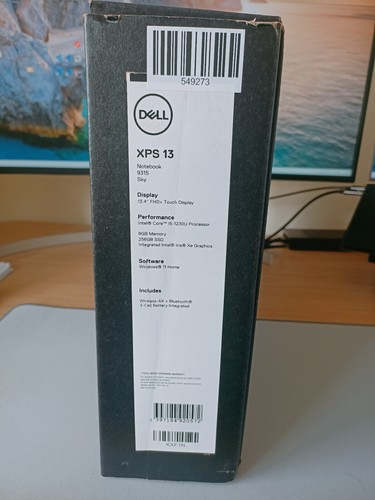 549273
DELL
XPS 13
Notebook
9315
Sky
Display
13.4" FHD+ Touch Display
Performance
Intel® Core™ i5-1230U Processor
8GB Memory
256GB SSD
Integrated Intel® Iris® Xe Graphics
Software
Windows® 11 Home
Includes
Wireless-AX + Bluetooth®
3-Cell Battery Integrated